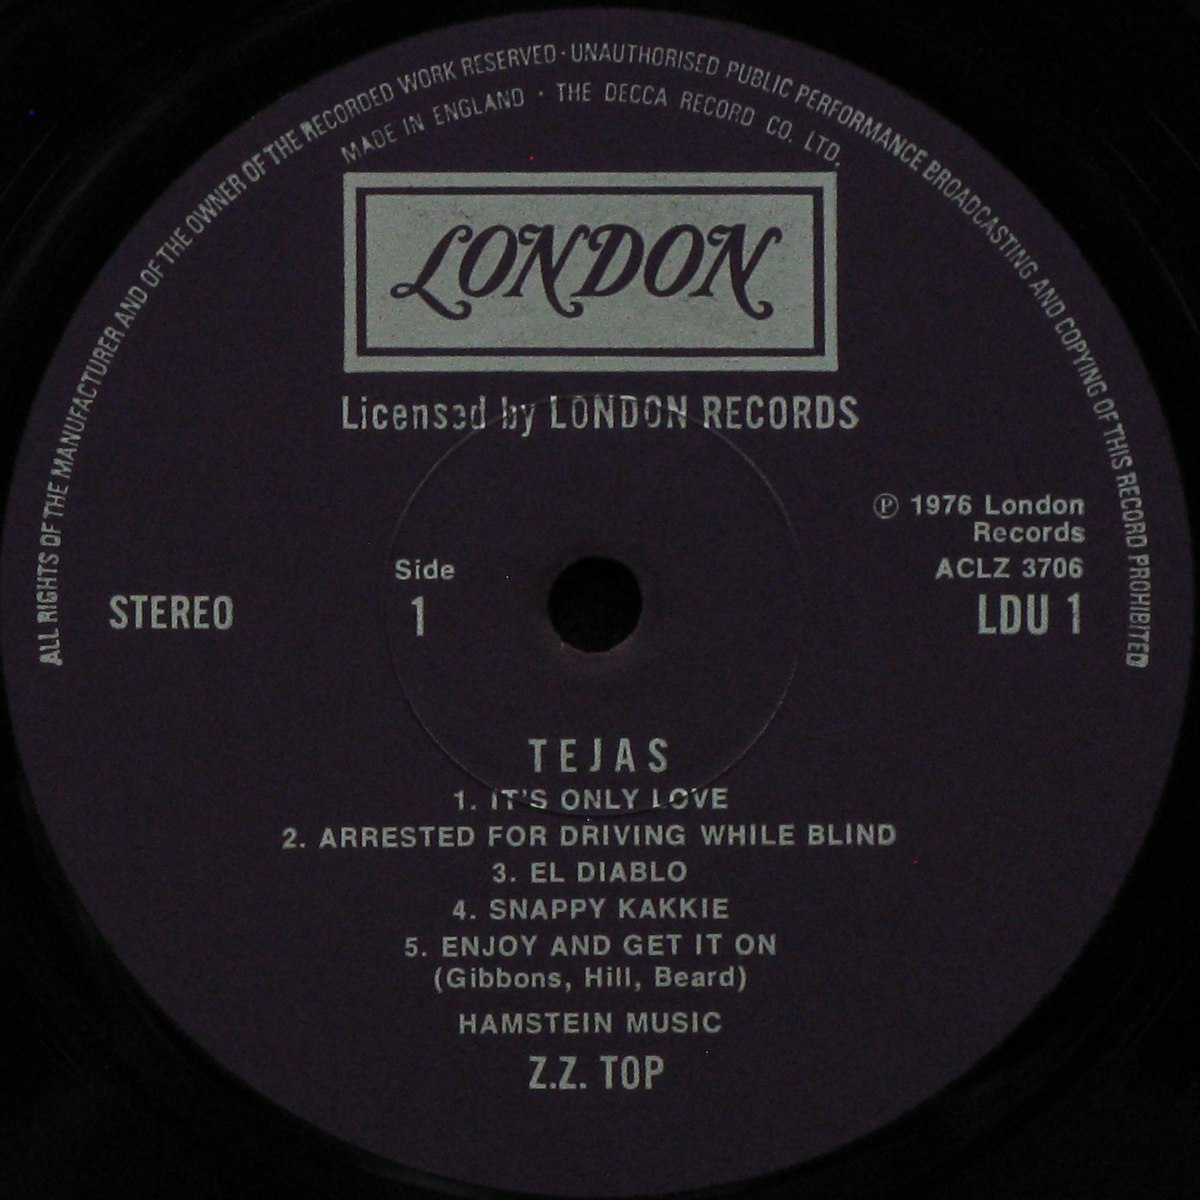 ALL RIGHTS OF THE MANUFACTURER AND OF THE OWNER OF THE RECORDED WORK RESERVED · UNAUTHORISED PUBLIC PERFORMANCE BROADCASTING AND COPYING OF THIS RECORD PROHIBITED
MADE IN ENGLAND · THE DECCA RECORD CO. LTD.
LONDON
Licensed by LONDON RECORDS
℗ 1976 London
Records
ACLZ 3706
LDU 1
Side
1
STEREO
TEJAS
1. IT'S ONLY LOVE
2. ARRESTED FOR DRIVING WHILE BLIND
3. EL DIABLO
4. SNAPPY KAKKIE
5. ENJOY AND GET IT ON
(Gibbons, Hill, Beard)
HAMSTEIN MUSIC
Z.Z. TOP